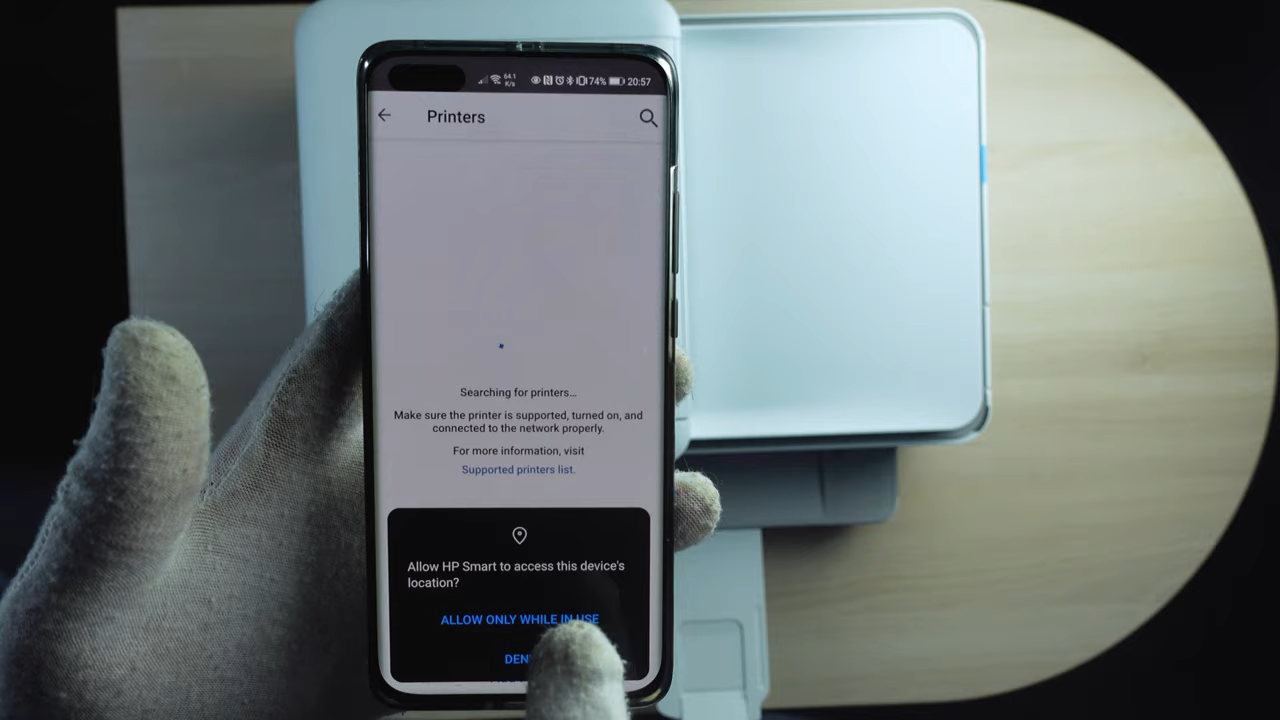 64.1
K/s
74%
20:57
Printers
Searching for printers...
Make sure the printer is supported, turned on, and
connected to the network properly.
For more information, visit
Supported printers list.
Allow HP Smart to access this device's
location?
ALLOW ONLY WHILE IN USE